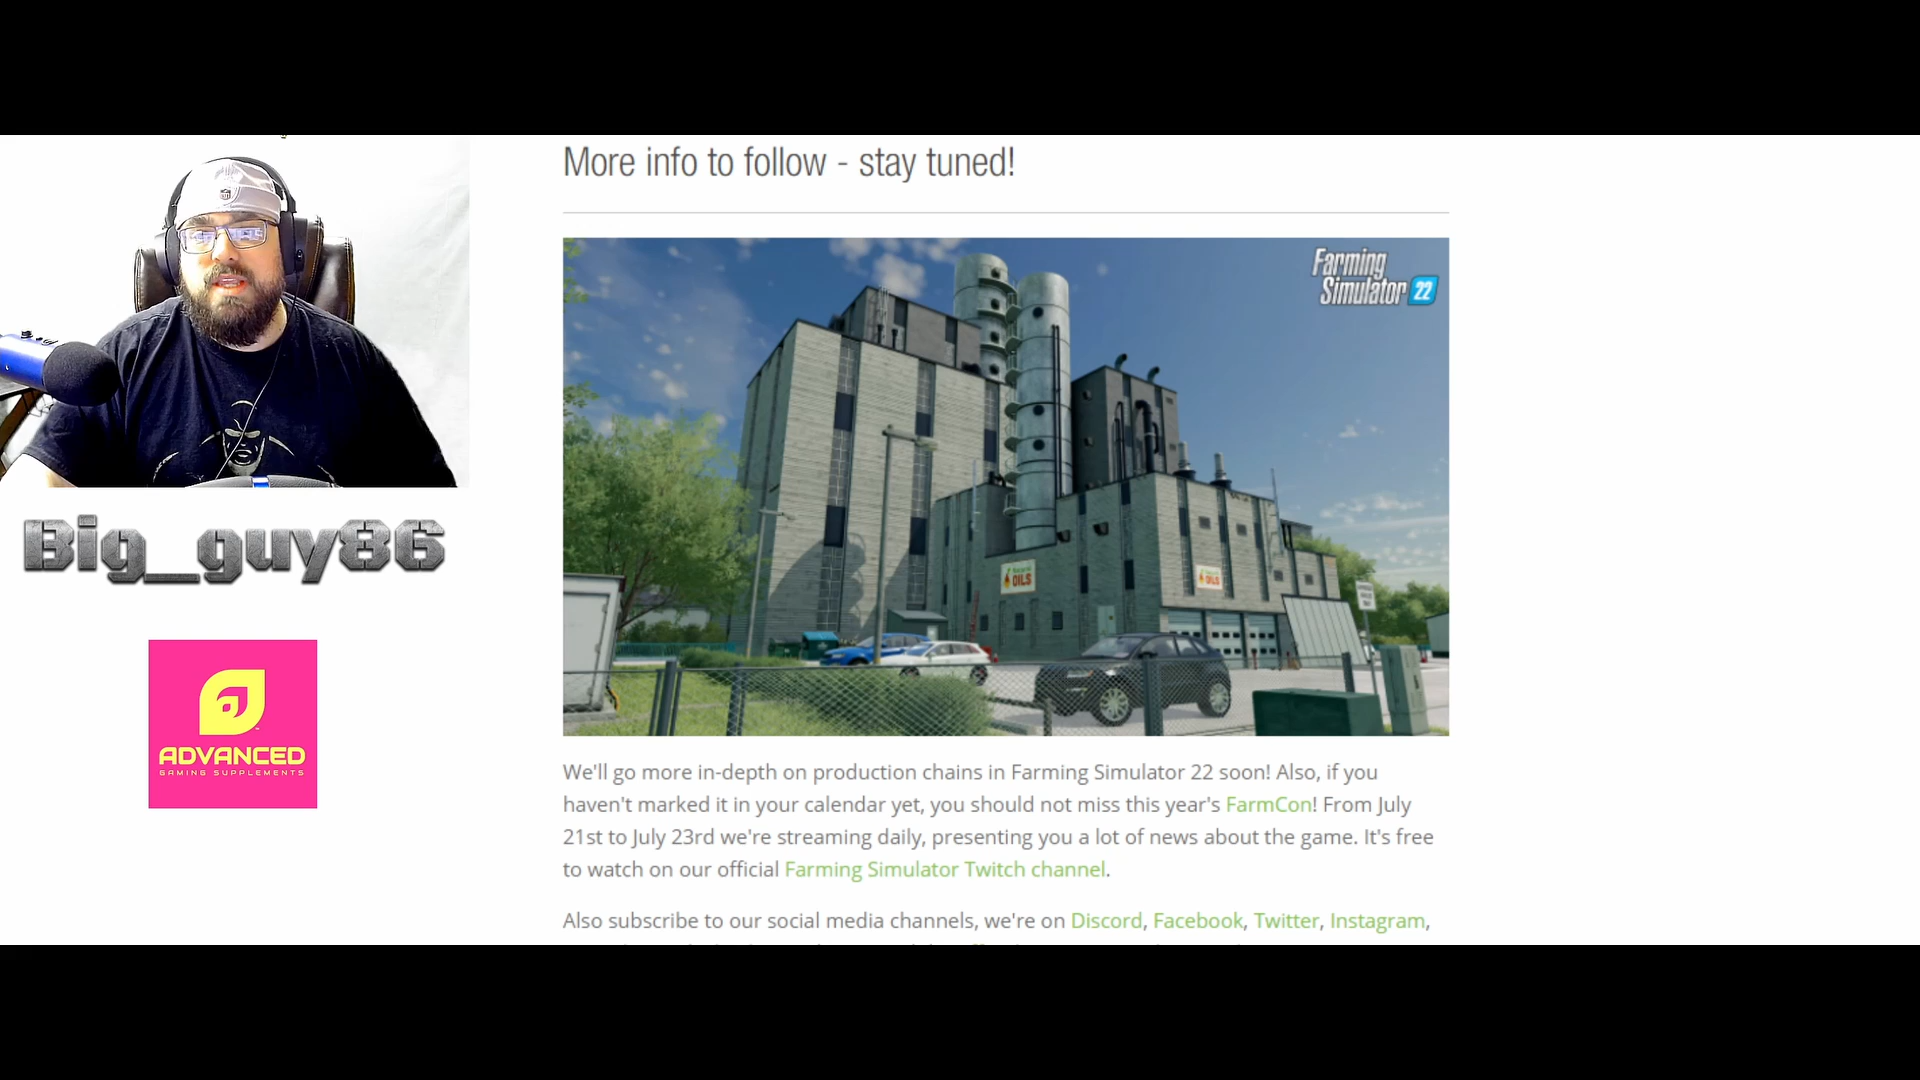 More info to follow - stay tuned!
Farming
Simulator 22
OILS
Big_guy86
ADVANCED
GAMING SUPPLEMENTS
We'll go more in-depth on production chains in Farming Simulator 22 soon! Also, if you
haven't marked it in your calendar yet, you should not miss this year's FarmCon! From July
21st to July 23rd we're streaming daily, presenting you a lot of news about the game. It's free
to watch on our official Farming Simulator Twitch channel.
Also subscribe to our social media channels, we're on Discord, Facebook, Twitter, Instagram,